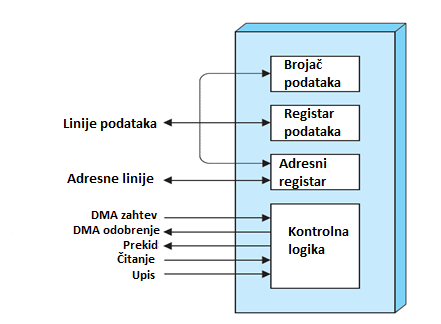 Brojač
podataka
Linije podataka
Registar
podataka
Adresne linije
Adresni
registar
DMA zahtev
DMA odobrenje
Prekid
Čitanje
Upis
Kontrolna
logika